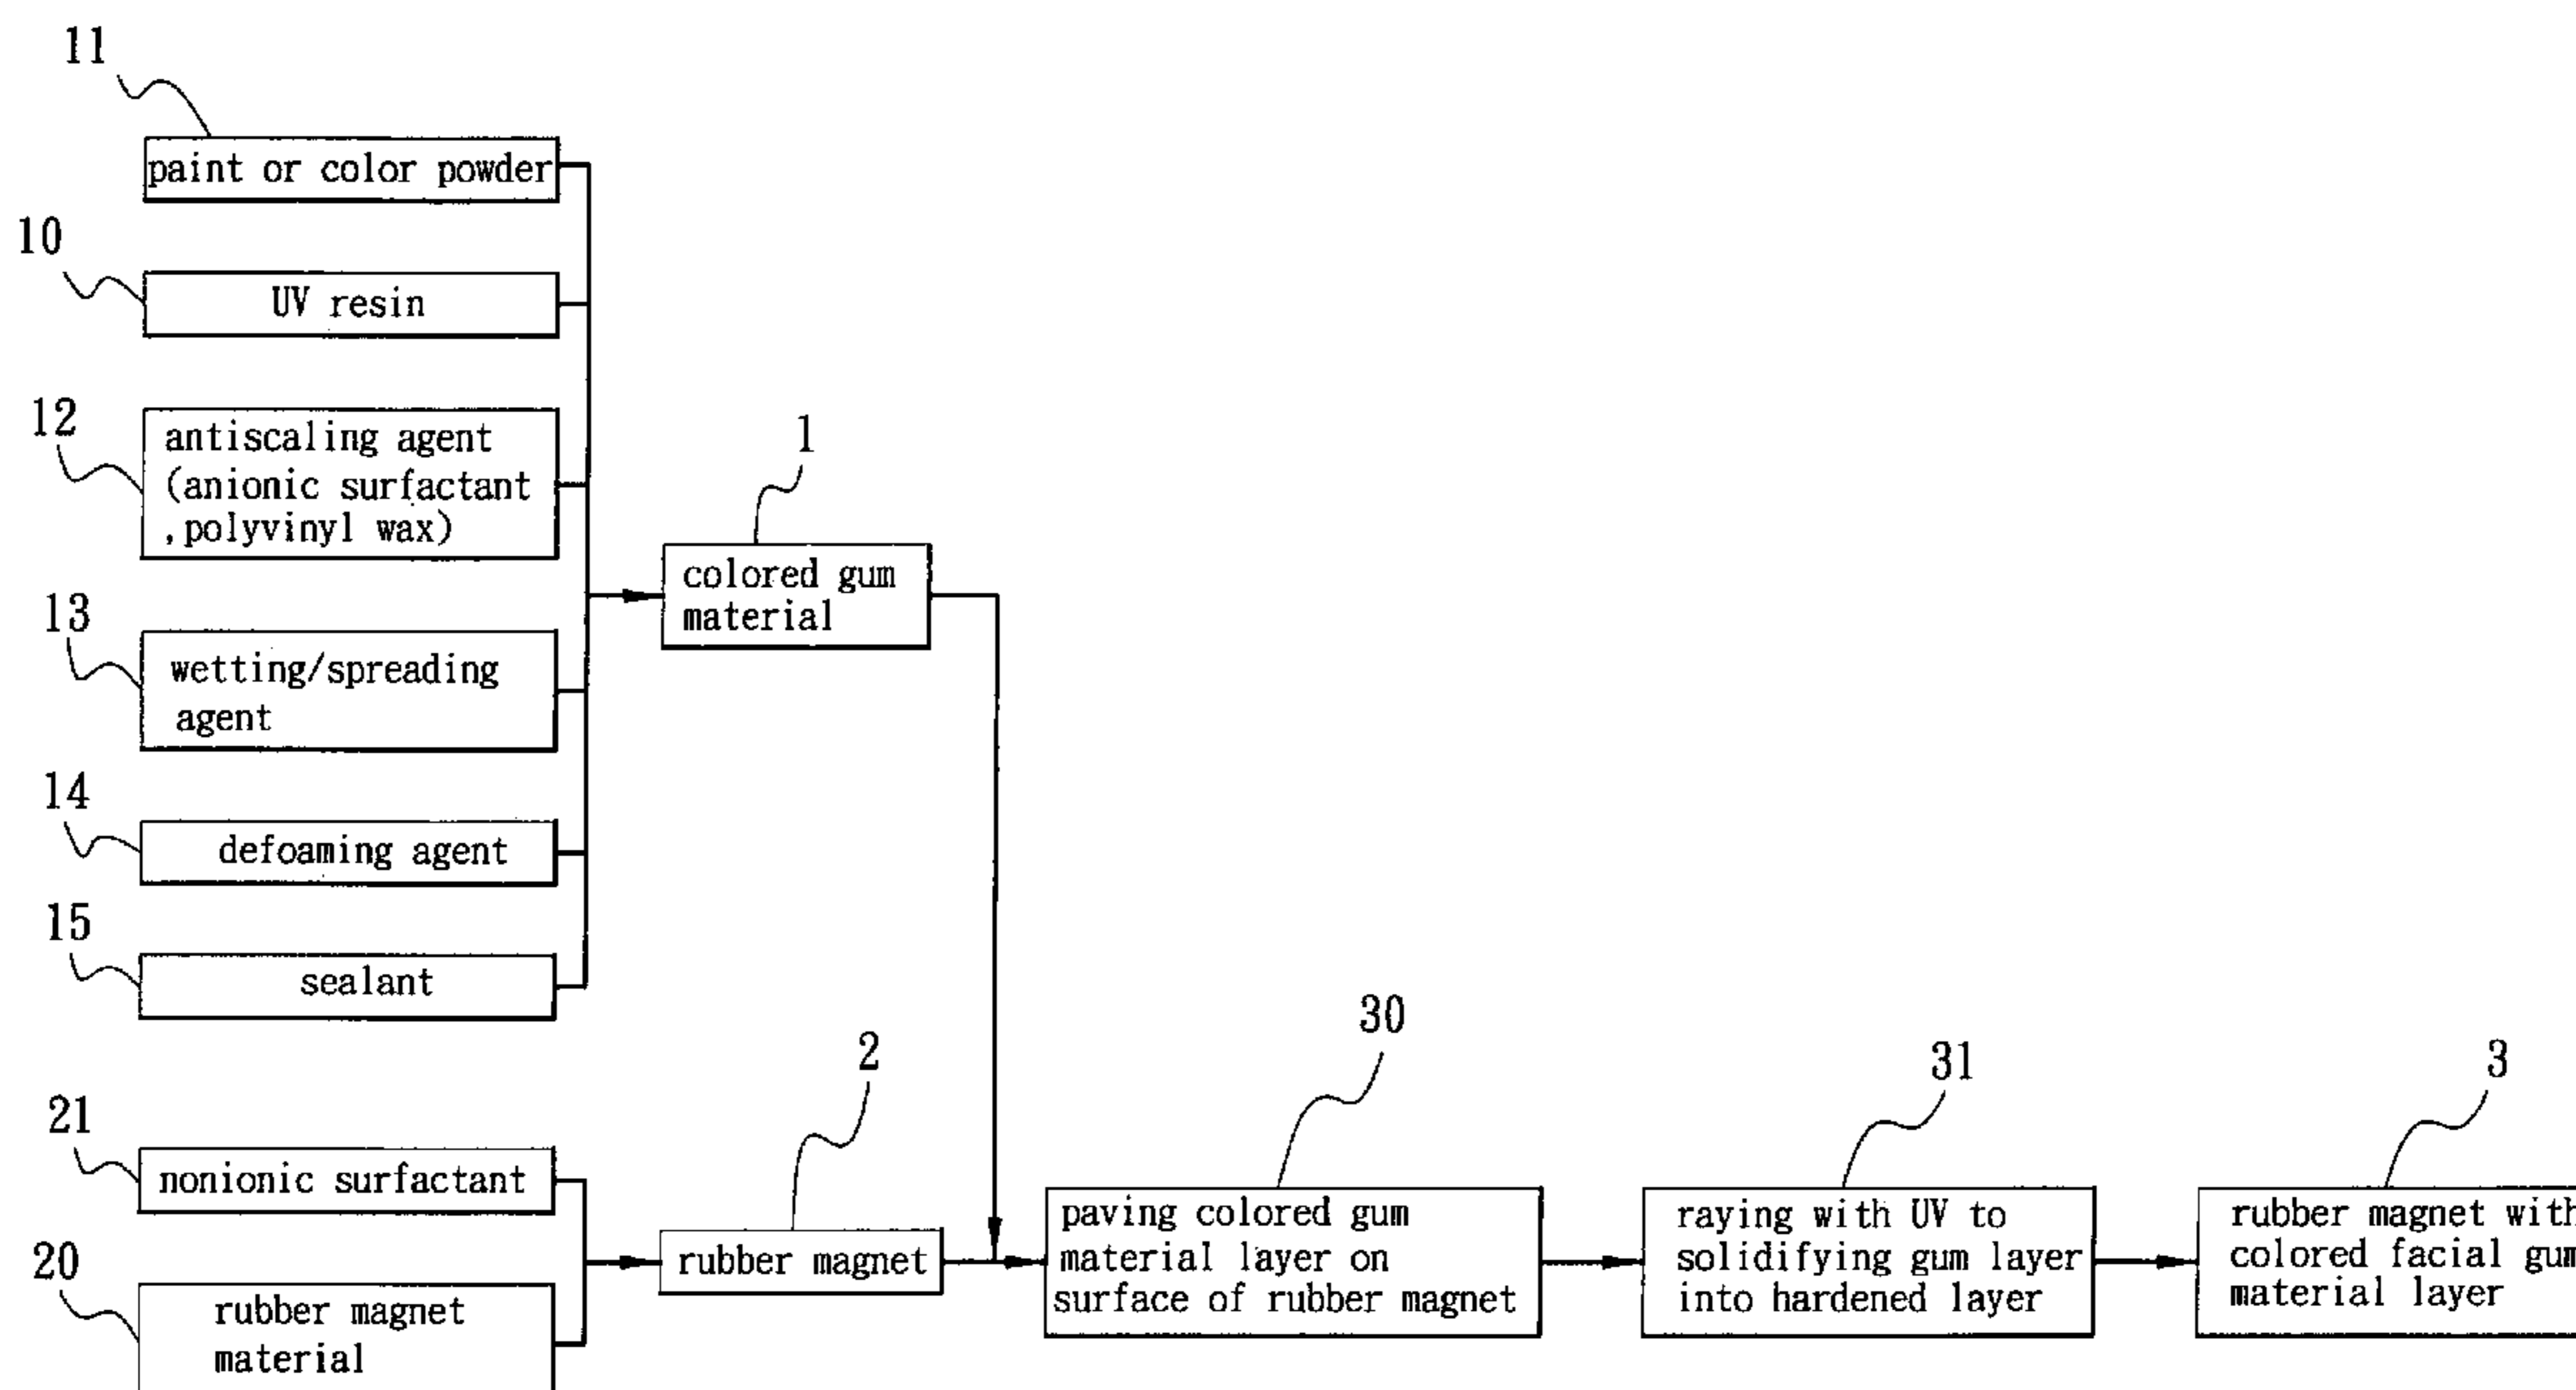 11
paint or color powder
10
UV resin
12
antiscaling agent
(anionic surfactant
,polyvinyl wax)
13
wetting/spreading
agent
14
defoaming agent
15
sealant
1
colored gum
material
21
nonionic surfactant
20
rubber magnet
material
2
rubber magnet
30
paving colored gum
material layer on
surface of rubber magnet
31
raying with UV to
solidifying gum layer
into hardened layer
3
rubber magnet with
colored facial gum
material layer